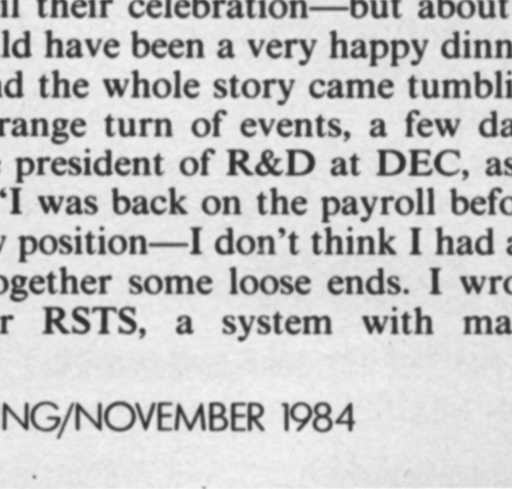 their celebration—but about
ld have been a very happy dinn
d the whole story came tumbli
range turn of events, a few da
president of R&D at DEC, as
"I was back on the payroll befo
position—I don't think I had a
ogether some loose ends. I wro
r RSTS, a system with ma
NG/NOVEMBER 1984